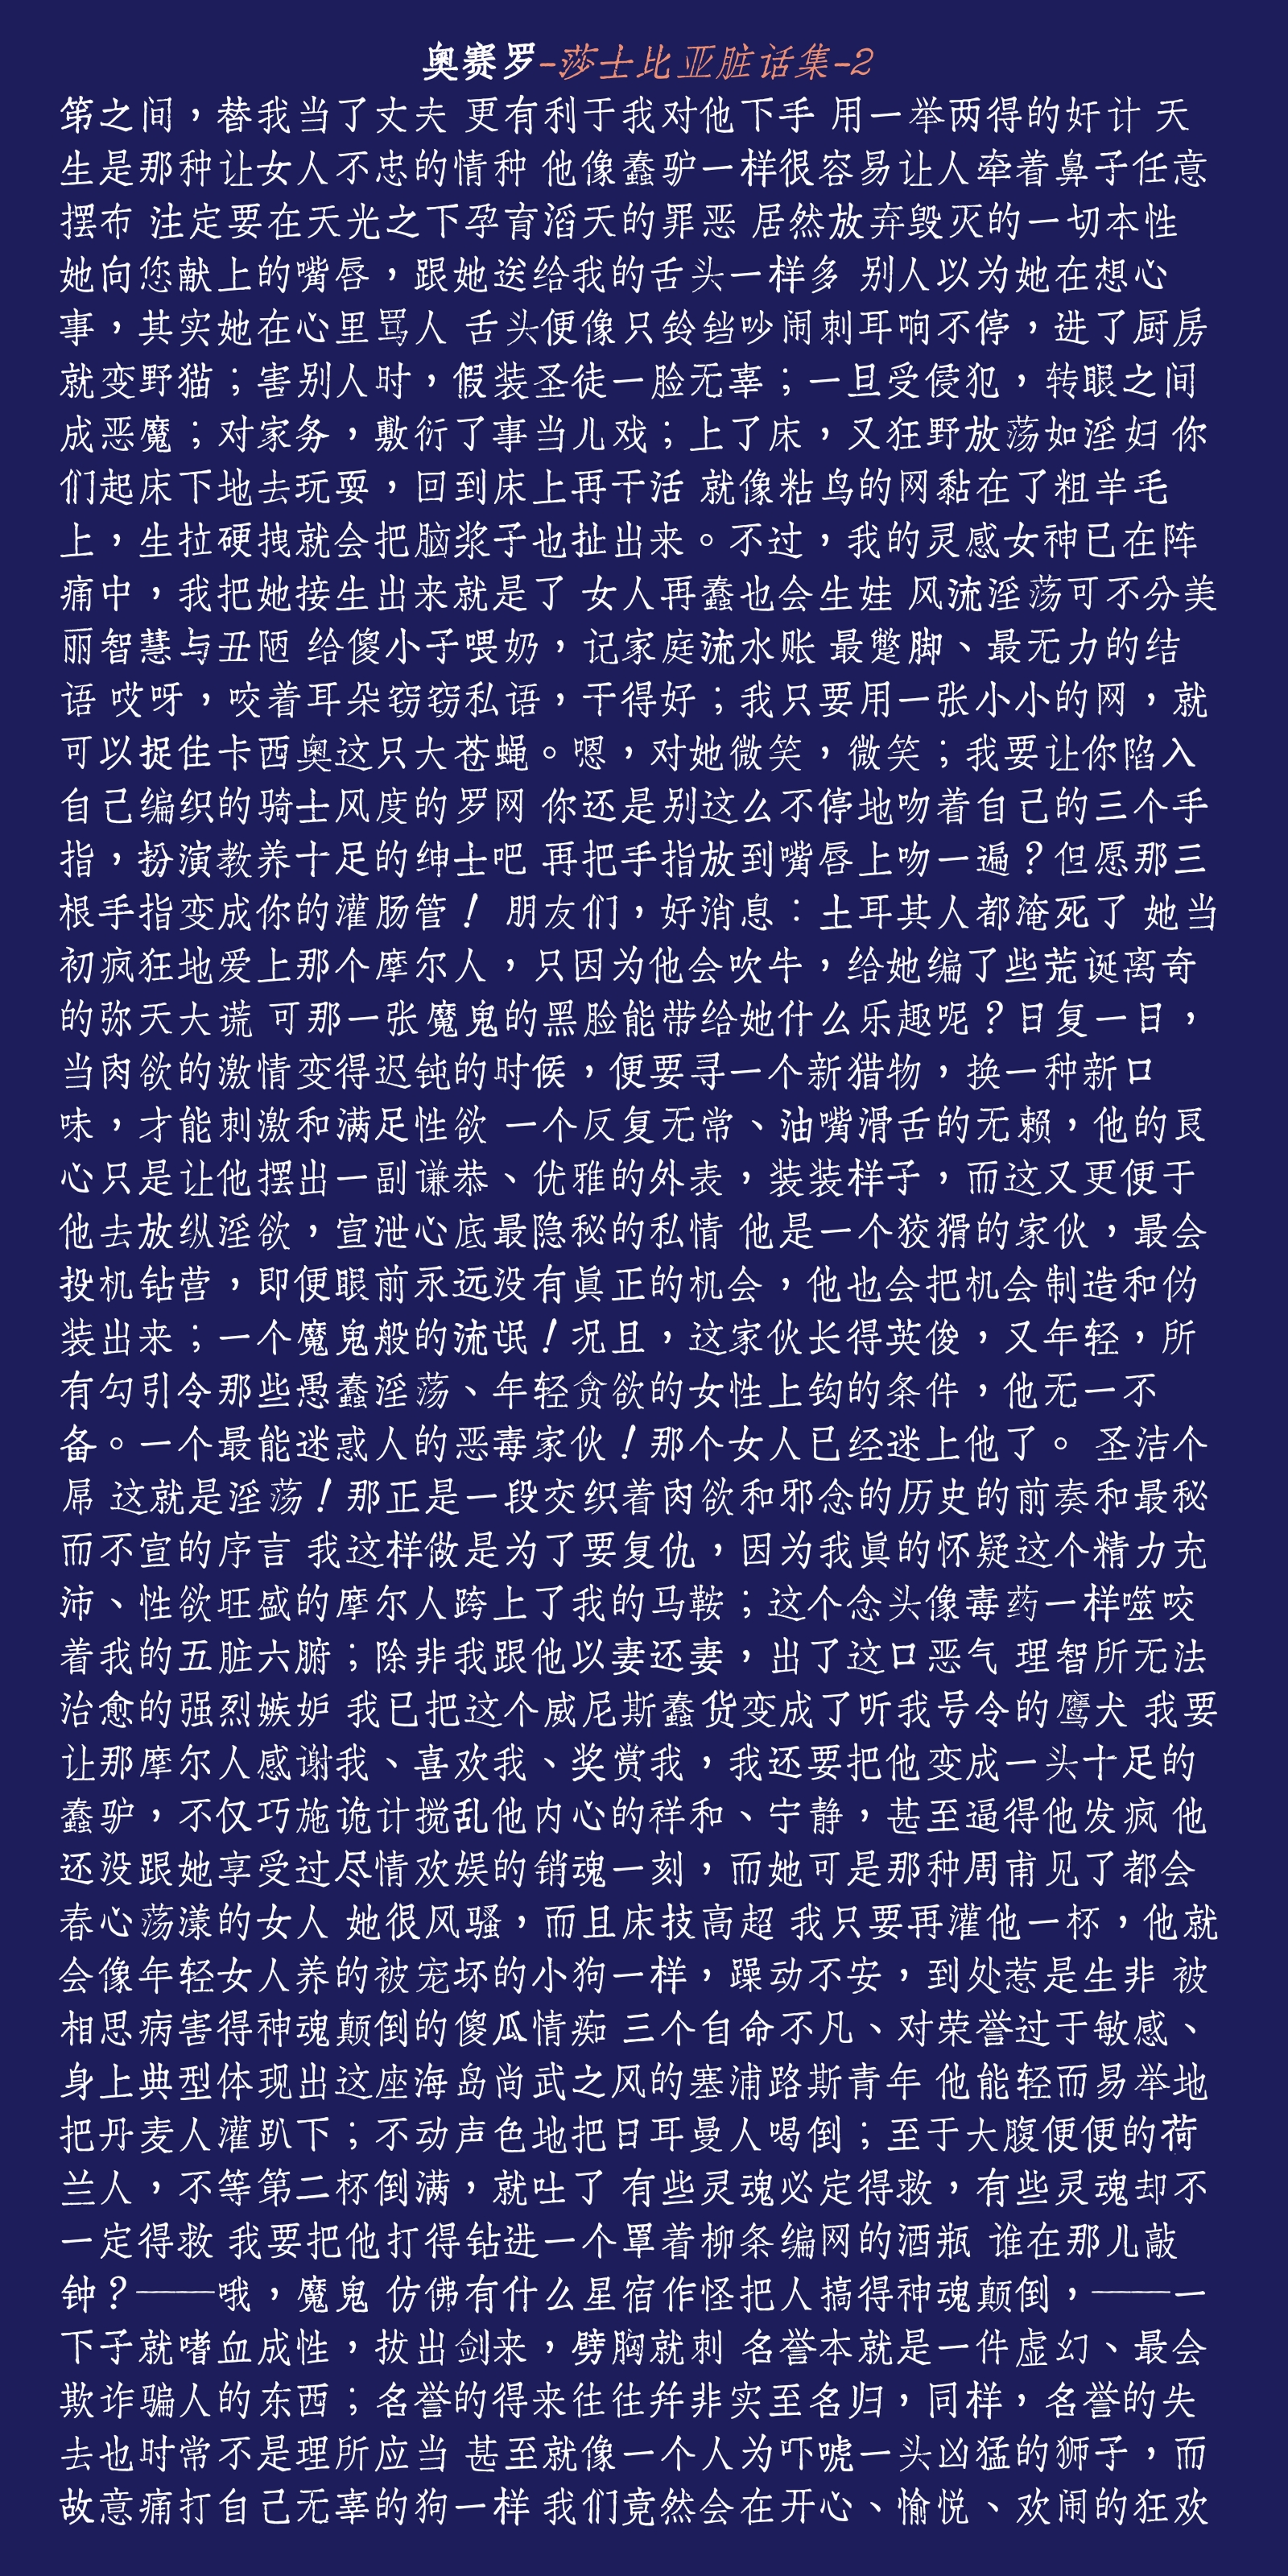 奥赛罗-莎士比亚脏话集-2
第之间，替我当了丈夫 更有利于我对他下手 用一举两得的奸计 天
生是那种让女人不忠的情种 他像蠢驴一样很容易让人牵着鼻子任意
摆布 注定要在天光之下孕育滔天的罪恶 居然放弃毁灭的一切本性
她向您献上的嘴唇，跟她送给我的舌头一样多 别人以为她在想心
事，其实她在心里骂人 舌头便像只铃铛吵闹刺耳响不停，进了厨房
就变野猫；害别人时，假装圣徒一脸无辜；一旦受侵犯，转眼之间
成恶魔；对家务，敷衍了事当儿戏；上了床，又狂野放荡如淫妇 你
们起床下地去玩耍，回到床上再干活 就像粘鸟的网黏在了粗羊毛
上，生拉硬拽就会把脑浆子也扯出来。不过，我的灵感女神已在阵
痛中，我把她接生出来就是了 女人再蠢也会生娃 风流淫荡可不分美
丽智慧与丑陋 给傻小子喂奶，记家庭流水账 最蹩脚、最无力的结
语 哎呀，咬着耳朵窃窃私语，干得好；我只要用一张小小的网，就
可以捉住卡西奥这只大苍蝇。嗯，对她微笑，微笑；我要让你陷入
自己编织的骑士风度的罗网 你还是别这么不停地吻着自己的三个手
指，扮演教养十足的绅士吧 再把手指放到嘴唇上吻一遍？但愿那三
根手指变成你的灌肠管！ 朋友们，好消息：土耳其人都淹死了 她当
初疯狂地爱上那个摩尔人，只因为他会吹牛，给她编了些荒诞离奇
的弥天大谎 可那一张魔鬼的黑脸能带给她什么乐趣呢？日复一日，
当肉欲的激情变得迟钝的时候，便要寻一个新猎物，换一种新口
味，才能刺激和满足性欲 一个反复无常、油嘴滑舌的无赖，他的良
心只是让他摆出一副谦恭、优雅的外表，装装样子，而这又更便于
他去放纵淫欲，宣泄心底最隐秘的私情 他是一个狡猾的家伙，最会
投机钻营，即便眼前永远没有真正的机会，他也会把机会制造和伪
装出来；一个魔鬼般的流氓！况且，这家伙长得英俊，又年轻，所
有勾引令那些愚蠢淫荡、年轻贪欲的女性上钩的条件，他无一不
备。一个最能迷惑人的恶毒家伙！那个女人已经迷上他了。 圣洁个
屌 这就是淫荡！那正是一段交织着肉欲和邪念的历史的前奏和最秘
而不宣的序言 我这样做是为了要复仇，因为我真的怀疑这个精力充
沛、性欲旺盛的摩尔人跨上了我的马鞍；这个念头像毒药一样噬咬
着我的五脏六腑；除非我跟他以妻还妻，出了这口恶气 理智所无法
治愈的强烈嫉妒 我已把这个威尼斯蠢货变成了听我号令的鹰犬 我要
让那摩尔人感谢我、喜欢我、奖赏我，我还要把他变成一头十足的
蠢驴，不仅巧施诡计搅乱他内心的祥和、宁静，甚至逼得他发疯 他
还没跟她享受过尽情欢娱的销魂一刻，而她可是那种周甫见了都会
春心荡漾的女人 她很风骚，而且床技高超 我只要再灌他一杯，他就
会像年轻女人养的被宠坏的小狗一样，躁动不安，到处惹是生非 被
相思病害得神魂颠倒的傻瓜情痴 三个自命不凡、对荣誉过于敏感、
身上典型体现出这座海岛尚武之风的塞浦路斯青年 他能轻而易举地
把丹麦人灌趴下；不动声色地把日耳曼人喝倒；至于大腹便便的荷
兰人，不等第二杯倒满，就吐了 有些灵魂必定得救，有些灵魂却不
一定得救 我要把他打得钻进一个罩着柳条编网的酒瓶 谁在那儿敲
钟？——哦，魔鬼 仿佛有什么星宿作怪把人搞得神魂颠倒，——一
下子就嗜血成性，拔出剑来，劈胸就刺 名誉本就是一件虚幻、最会
欺诈骗人的东西；名誉的得来往往并非实至名归，同样，名誉的失
去也时常不是理所应当 甚至就像一个人为吓唬一头凶猛的狮子，而
故意痛打自己无辜的狗一样 我们竟然会在开心、愉悦、欢闹的狂欢